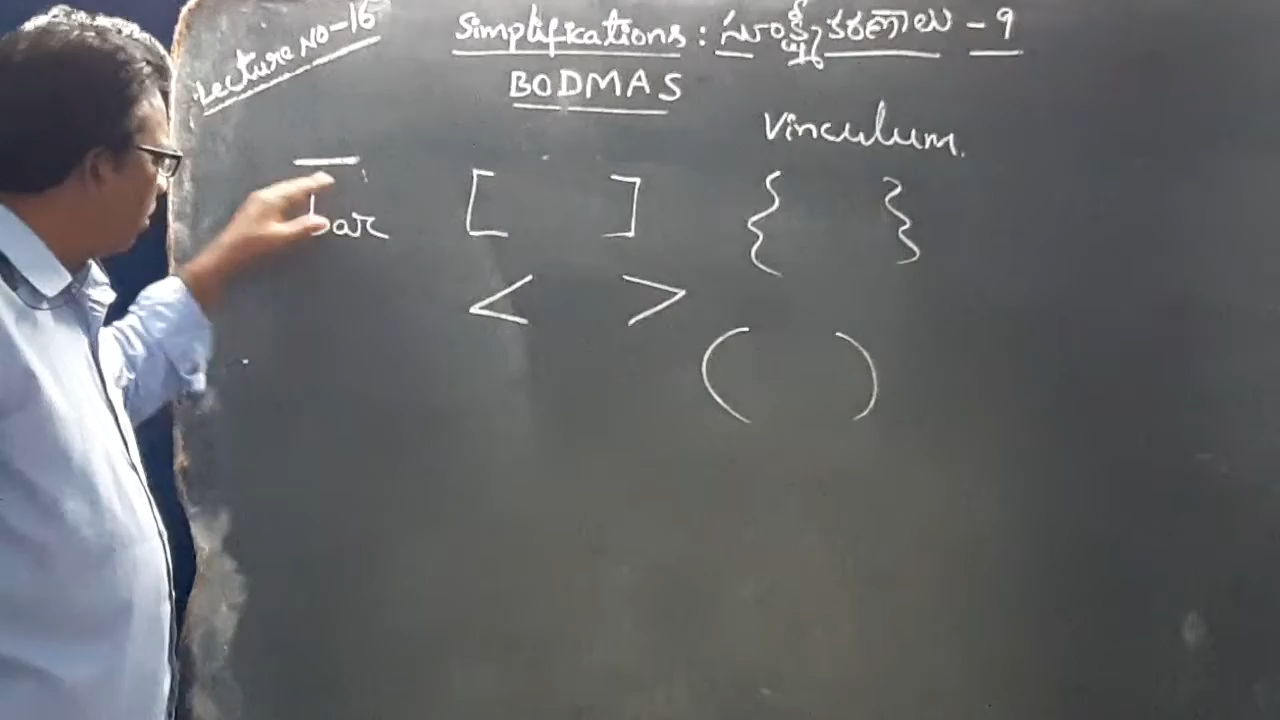 Lecture No-16
Simplifications : సూక్ష్మీకరణాలు - 9
BODMAS
Vinculum.
bar [ ] { }
< >
( )